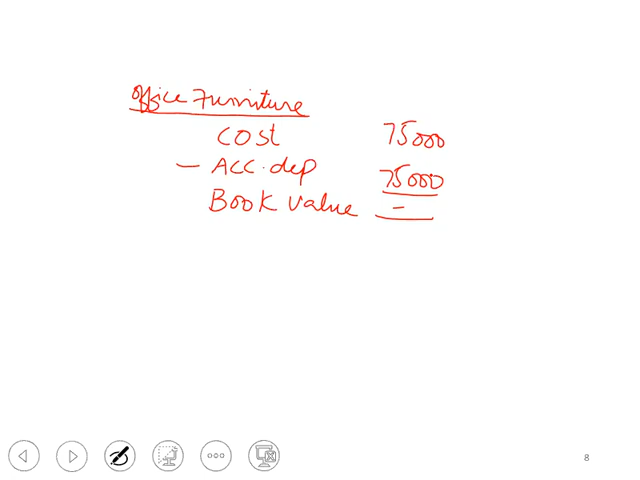 Office Furniture
Cost 75000
- Acc. dep 75000
Book value -
8